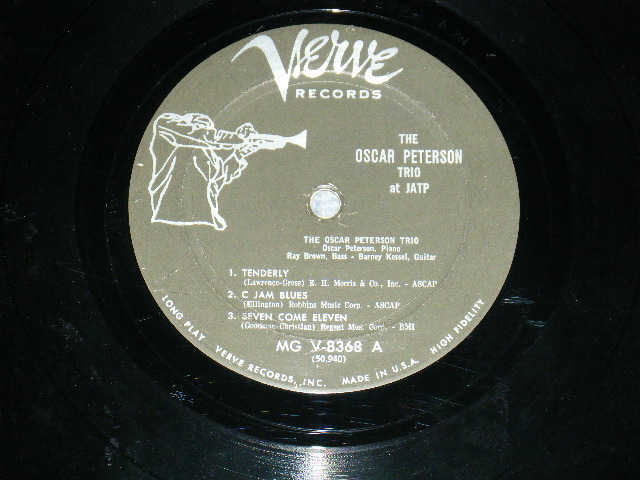 Verve
RECORDS
THE
OSCAR PETERSON
TRIO
at JATP
THE OSCAR PETERSON TRIO
Oscar Peterson, Piano
Ray Brown, Bass - Barney Kessel, Guitar
1. TENDERLY
(Lawrence-Gross) E. H. Morris & Co., Inc. - ASCAP
2. C JAM BLUES
(Ellington) Robbins Music Corp. - ASCAP
3. SEVEN COME ELEVEN
(Goodman-Christian) Regent Mus. Corp. - BMI
MG V-8368 A
(50,940)
LONG PLAY VERVE RECORDS, INC. MADE IN U.S.A. HIGH FIDELITY